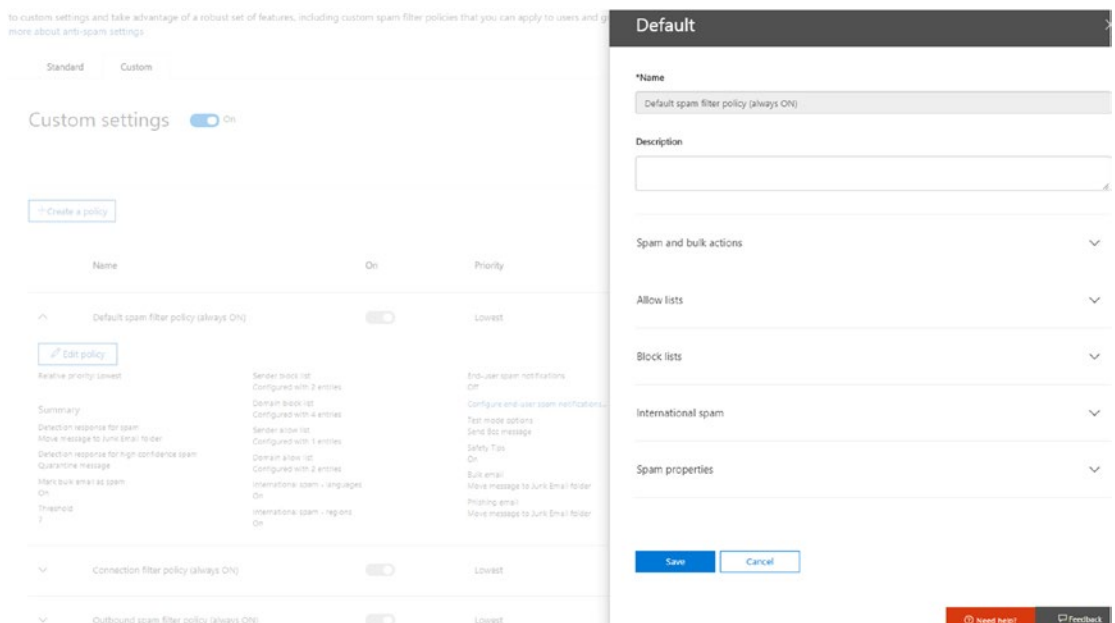 to custom settings and take advantage of a robust set of features, including custom spam filter policies that you can apply to users and g
more about anti-spam settings
Standard Custom
Custom settings On
+Create a policy
Name On Priority
Default spam filter policy (always ON) Lowest
Edit policy
Relative priority: Lowest
Summary
Detection response for spam
Move message to Junk Email folder
Detection response for high confidence spam
Quarantine message
Mark bulk email as spam
On
Threshold
Sender block list
Configured with 2 entries
Domain block list
Configured with 4 entries
Sender allow list
Configured with 1 entries
Domain allow list
Configured with 2 entries
International spam - languages
On
International spam - regions
On
End-user spam notifications
Off
Configure end-user spam notifications...
Test mode options
Send Bcc message
Safety Tips
On
Bulk email
Move message to Junk Email folder
Phishing email
Move message to Junk Email folder
Connection filter policy (always ON) Lowest
Outbound spam filter policy (always ON) Lowest
Default
*Name
Default spam filter policy (always ON)
Description
Spam and bulk actions
Allow lists
Block lists
International spam
Spam properties
Save Cancel
Need help? Feedback